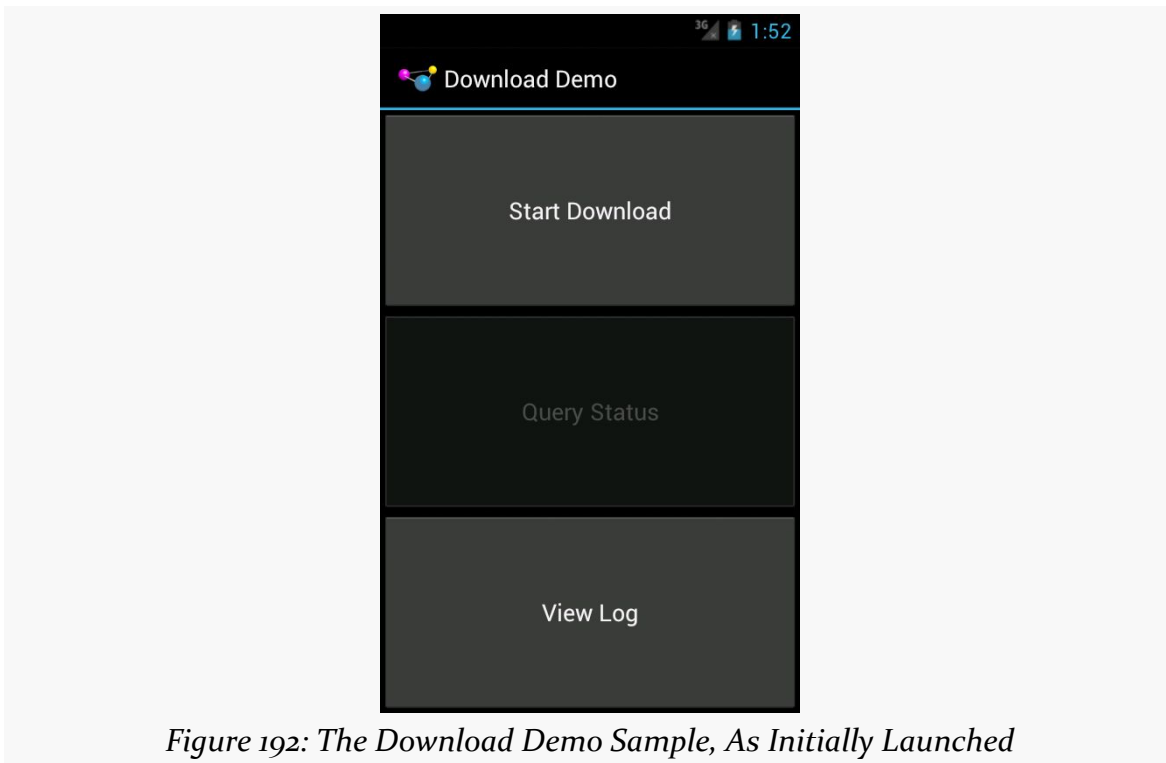 3G 1:52
Download Demo
Start Download
Query Status
View Log
Figure 192: The Download Demo Sample, As Initially Launched